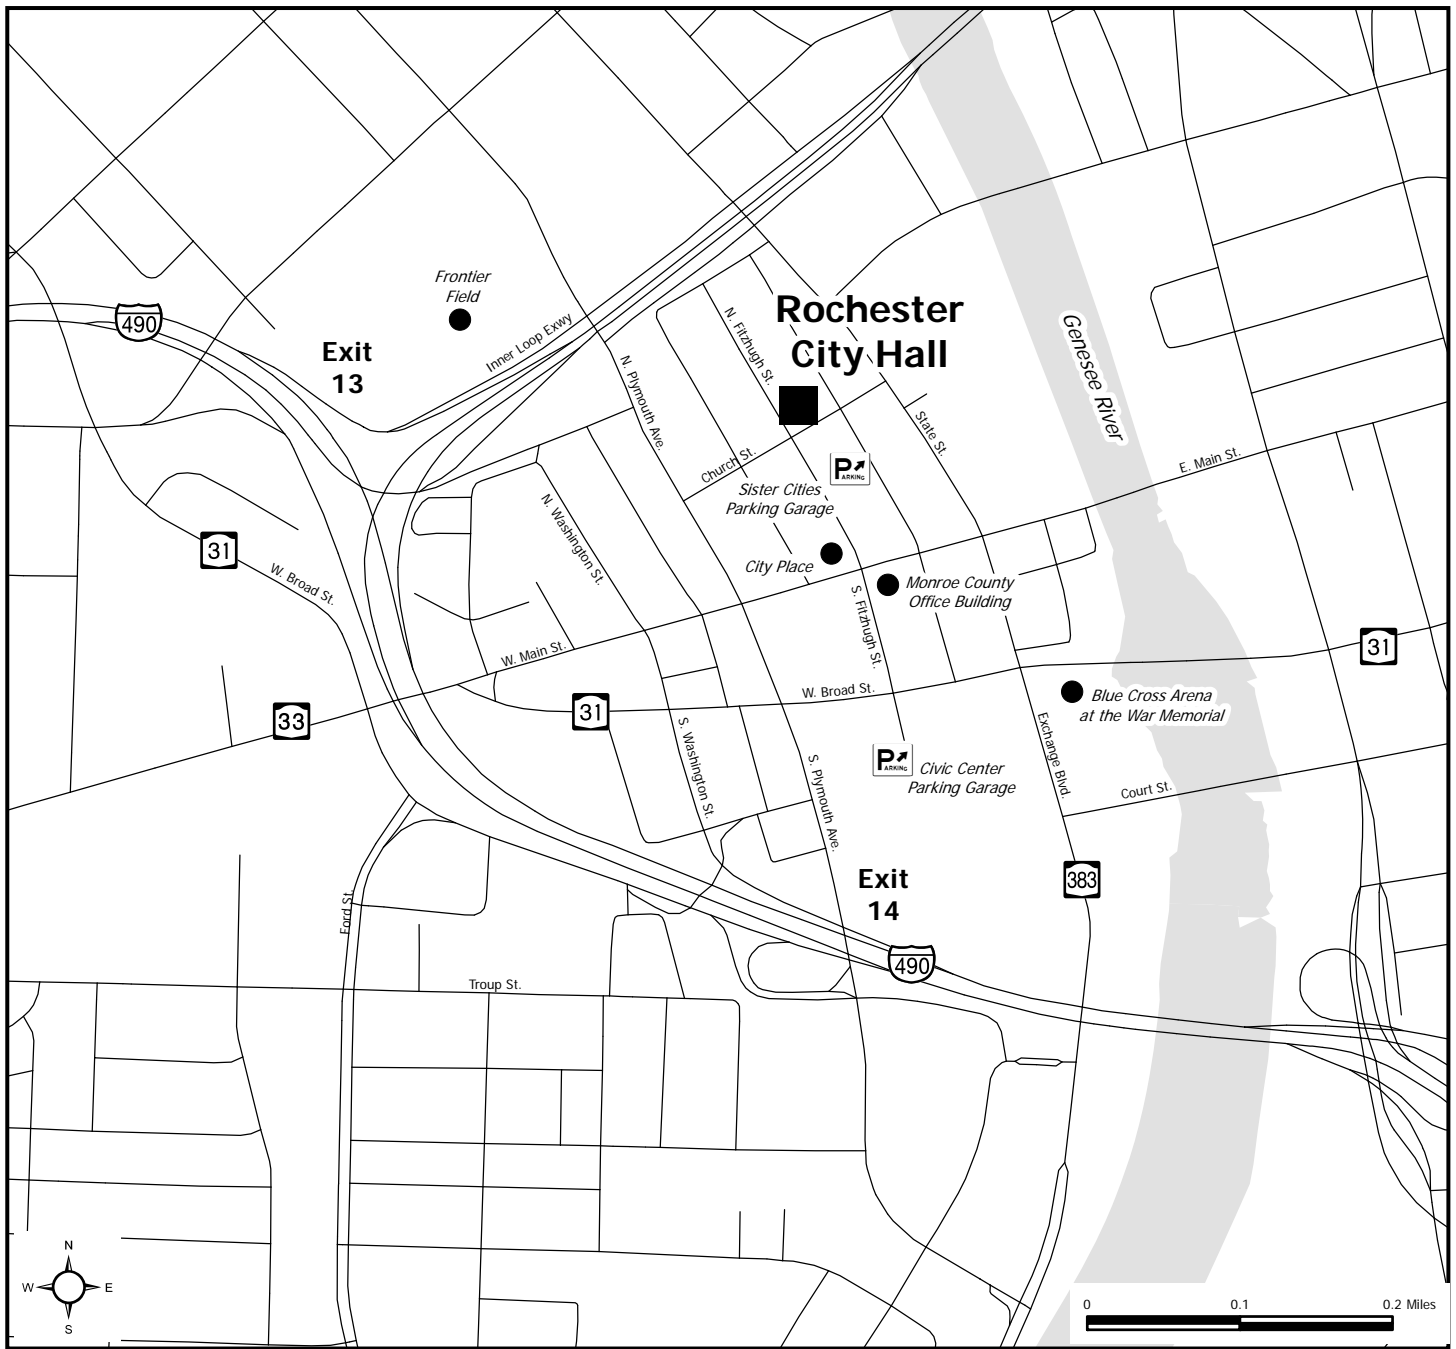 Frontier
Field
490
Exit
13
Inner Loop Exwy
N. Plymouth Ave.
N. Fitzhugh St.
Rochester
City Hall
Genesee River
State St.
Church St.
E. Main St.
P
ARKING
Sister Cities
Parking Garage
N. Washington St.
31
W. Broad St.
City Place
Monroe County
Office Building
S. Fitzhugh St.
W. Main St.
31
W. Broad St.
33
31
Blue Cross Arena
at the War Memorial
S. Washington St.
Exchange Blvd.
S. Plymouth Ave.
P
ARKING
Civic Center
Parking Garage
Court St.
Exit
14
383
Ford St.
490
Troup St.
N
W
E
S
0
0.1
0.2 Miles